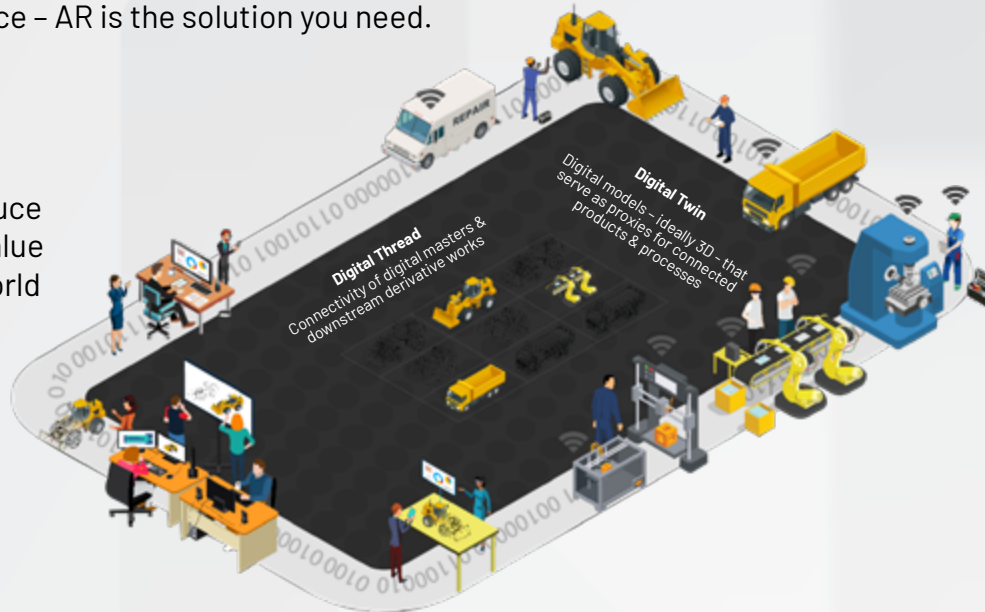 ce – AR is the solution you need.
uce
alue
orld
REPAIR
Digital Thread
Connectivity of digital masters &
downstream derivative works
Digital Twin
Digital models – ideally 3D – that
serve as proxies for connected
products & processes